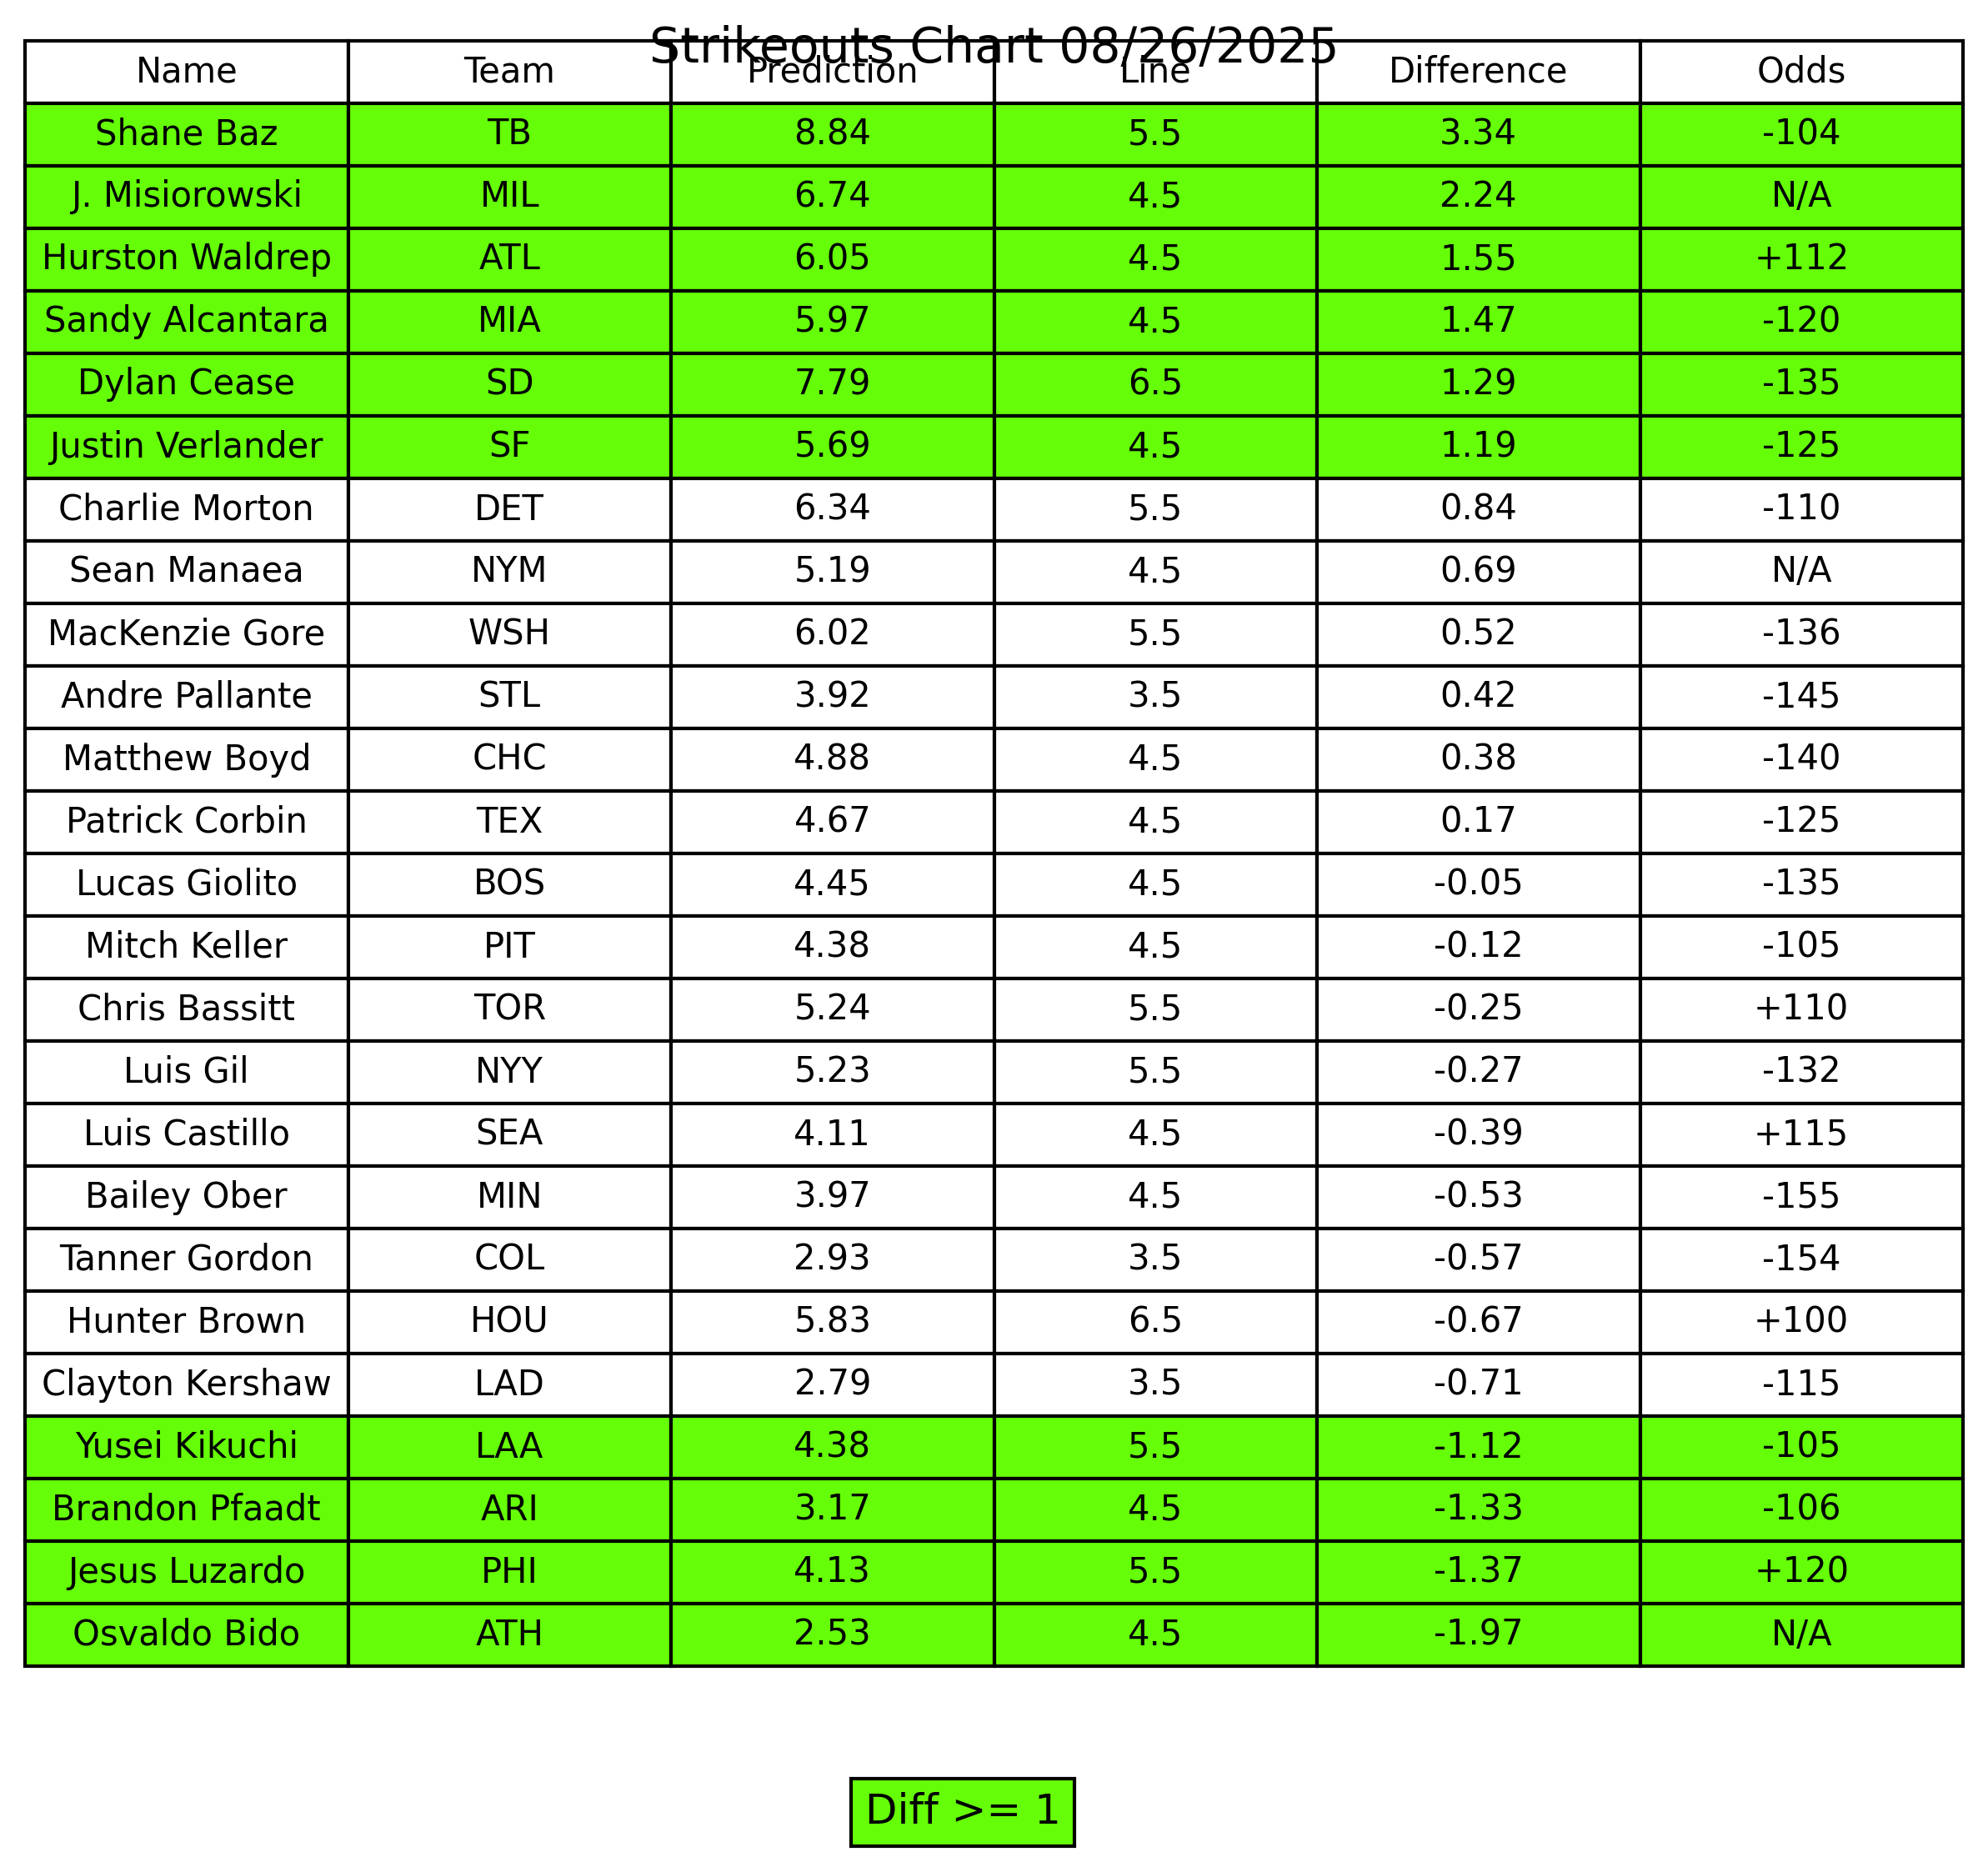 Strikeouts Chart 08/26/2025
Name Team Prediction Line Difference Odds
Shane Baz TB 8.84 5.5 3.34 -104
J. Misiorowski MIL 6.74 4.5 2.24 N/A
Hurston Waldrep ATL 6.05 4.5 1.55 +112
Sandy Alcantara MIA 5.97 4.5 1.47 -120
Dylan Cease SD 7.79 6.5 1.29 -135
Justin Verlander SF 5.69 4.5 1.19 -125
Charlie Morton DET 6.34 5.5 0.84 -110
Sean Manaea NYM 5.19 4.5 0.69 N/A
MacKenzie Gore WSH 6.02 5.5 0.52 -136
Andre Pallante STL 3.92 3.5 0.42 -145
Matthew Boyd CHC 4.88 4.5 0.38 -140
Patrick Corbin TEX 4.67 4.5 0.17 -125
Lucas Giolito BOS 4.45 4.5 -0.05 -135
Mitch Keller PIT 4.38 4.5 -0.12 -105
Chris Bassitt TOR 5.24 5.5 -0.25 +110
Luis Gil NYY 5.23 5.5 -0.27 -132
Luis Castillo SEA 4.11 4.5 -0.39 +115
Bailey Ober MIN 3.97 4.5 -0.53 -155
Tanner Gordon COL 2.93 3.5 -0.57 -154
Hunter Brown HOU 5.83 6.5 -0.67 +100
Clayton Kershaw LAD 2.79 3.5 -0.71 -115
Yusei Kikuchi LAA 4.38 5.5 -1.12 -105
Brandon Pfaadt ARI 3.17 4.5 -1.33 -106
Jesus Luzardo PHI 4.13 5.5 -1.37 +120
Osvaldo Bido ATH 2.53 4.5 -1.97 N/A
Diff >= 1